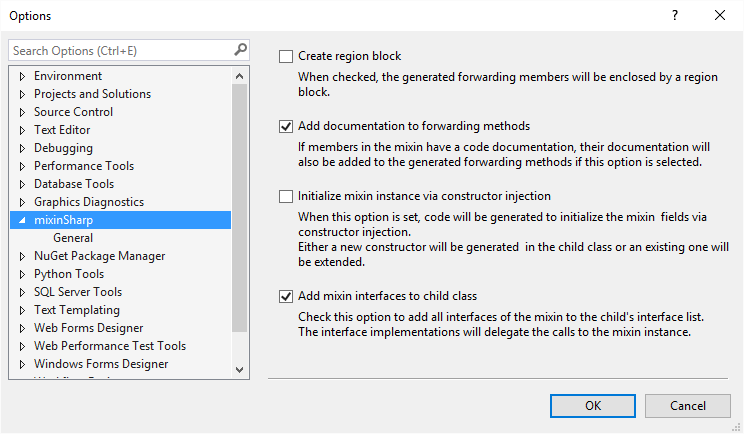 Options
Search Options (Ctrl+E)
Environment
Projects and Solutions
Source Control
Text Editor
Debugging
Performance Tools
Database Tools
Graphics Diagnostics
mixinSharp
General
NuGet Package Manager
Python Tools
SQL Server Tools
Text Templating
Web Forms Designer
Web Performance Test Tools
Windows Forms Designer
Create region block
When checked, the generated forwarding members will be enclosed by a region
block.
Add documentation to forwarding methods
If members in the mixin have a code documentation, their documentation will
also be added to the generated forwarding methods if this option is selected.
Initialize mixin instance via constructor injection
When this option is set, code will be generated to initialize the mixin  fields via
constructor injection.
Either a new constructor will be generated  in the child class or an existing one will
be extended.
Add mixin interfaces to child class
Check this option to add all interfaces of the mixin to the child's interface list.
The interface implementations will delegate the calls to the mixin instance.
OK
Cancel